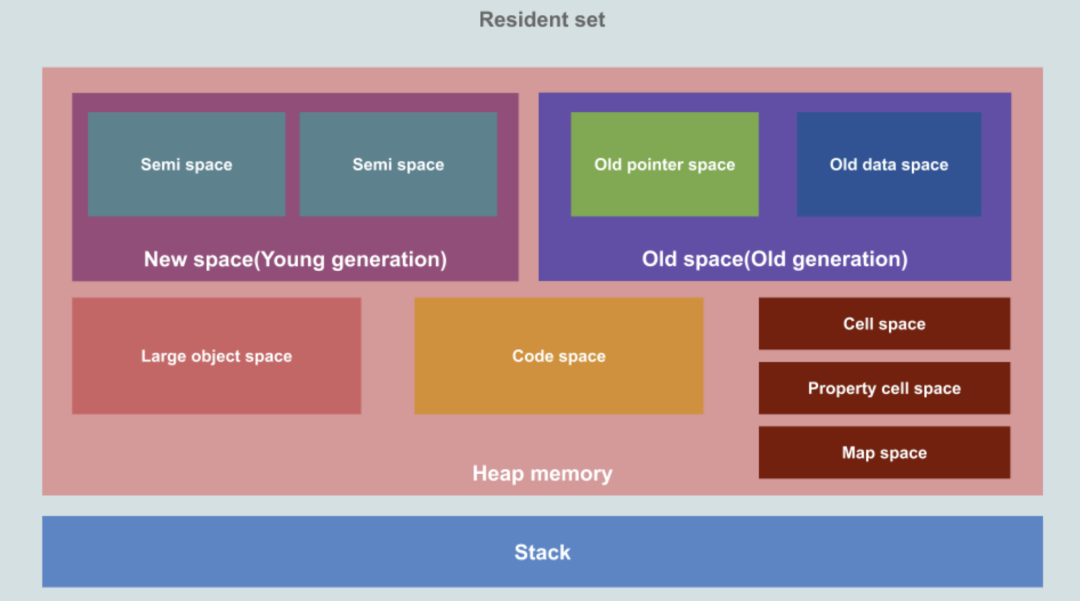 Resident set
Semi space
Semi space
Old pointer space
Old data space
New space(Young generation)
Old space(Old generation)
Large object space
Code space
Cell space
Property cell space
Map space
Heap memory
Stack